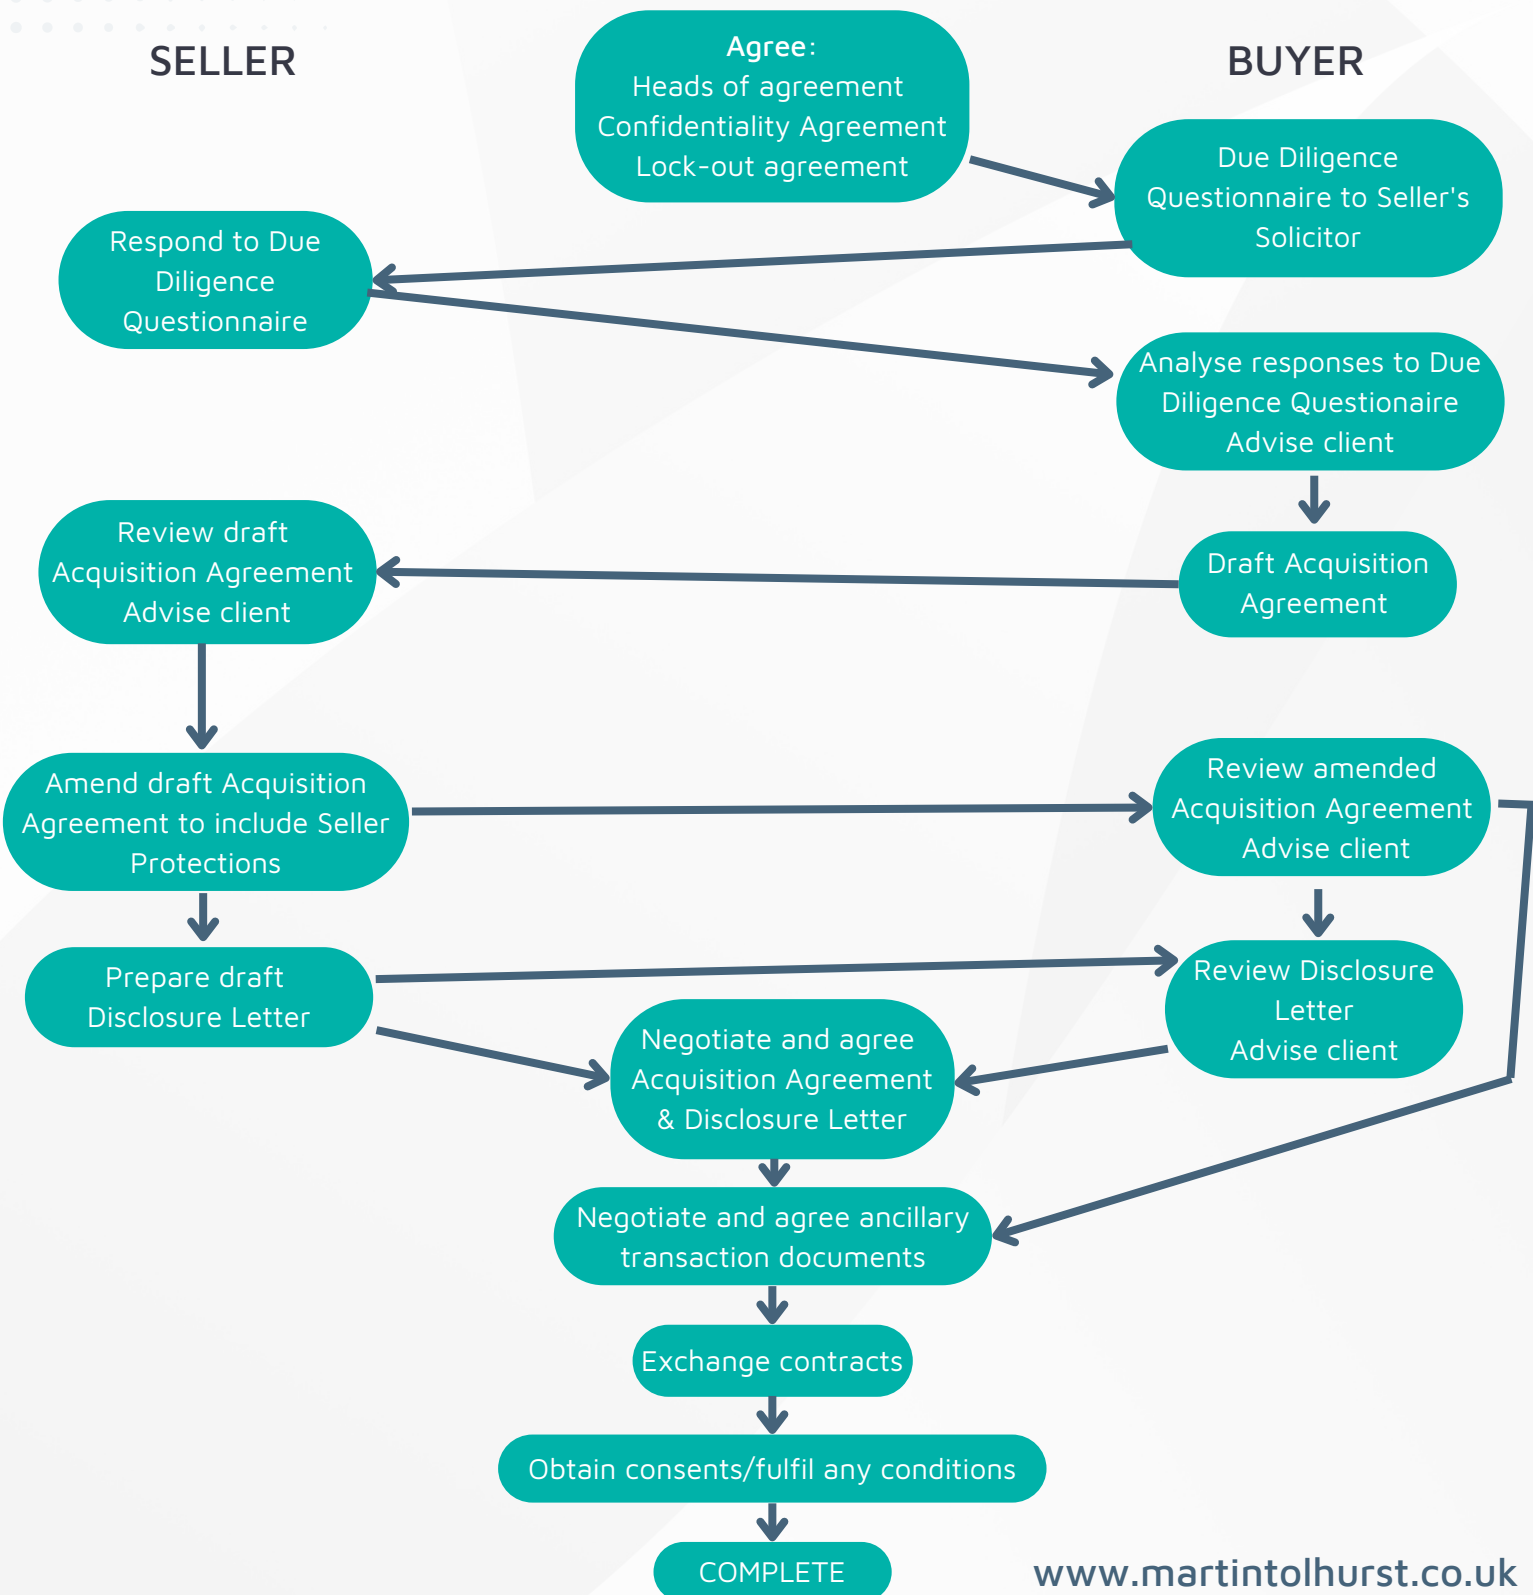 SELLER
BUYER
Agree:
Heads of agreement
Confidentiality Agreement
Lock-out agreement
Due Diligence
Questionnaire to Seller's
Solicitor
Respond to Due
Diligence
Questionnaire
Analyse responses to Due
Diligence Questionaire
Advise client
Draft Acquisition
Agreement
Review draft
Acquisition Agreement
Advise client
Amend draft Acquisition
Agreement to include Seller
Protections
Review amended
Acquisition Agreement
Advise client
Prepare draft
Disclosure Letter
Review Disclosure
Letter
Advise client
Negotiate and agree
Acquisition Agreement
& Disclosure Letter
Negotiate and agree ancillary
transaction documents
Exchange contracts
Obtain consents/fulfil any conditions
COMPLETE
www.martintolhurst.co.uk